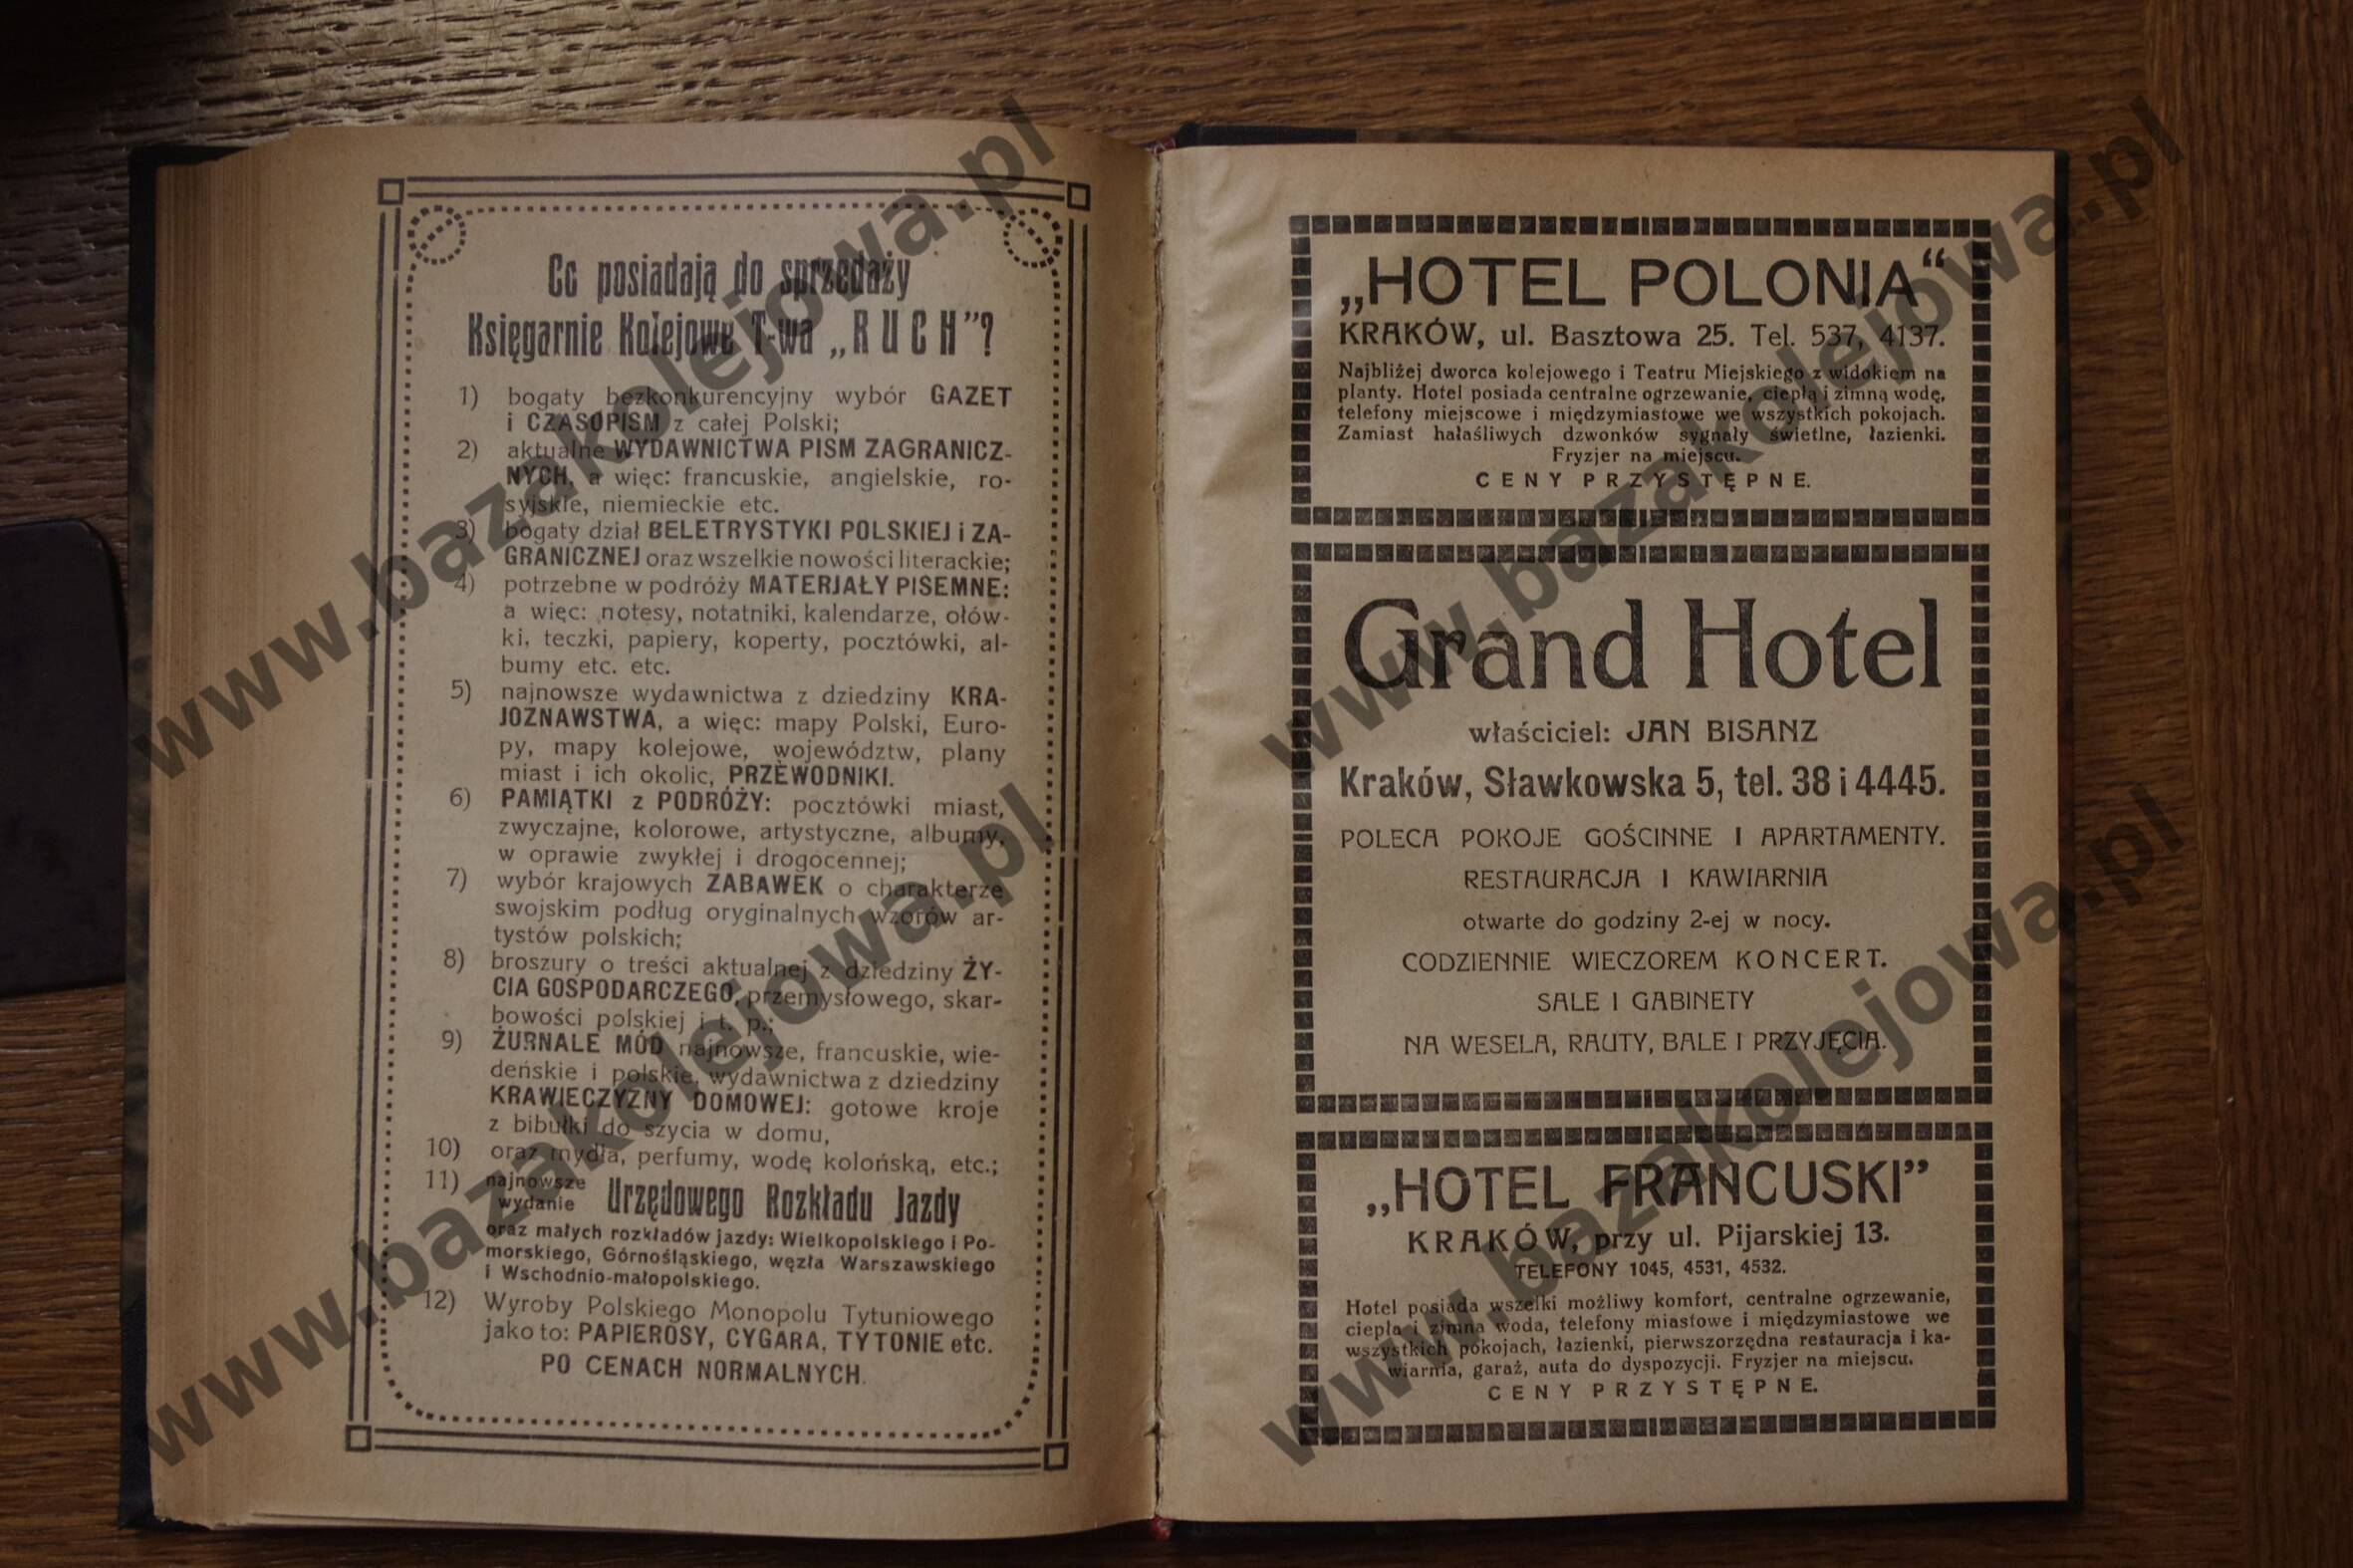 Cc posiadają do sprzedaży
Księgarnie Kolejowe T-wa „RUCH”?
1) bogaty bezkonkurencyjny wybór GAZET
i CZASOPISM z całej Polski;
2) aktualne WYDAWNICTWA PISM ZAGRANICZ-
NYCH, a więc: francuskie, angielskie, ro-
syjskie, niemieckie etc.
3) bogaty dział BELETRYSTYKI POLSKIEJ i ZA-
GRANICZNEJ oraz wszelkie nowości literackie;
4) potrzebne w podróży MATERJAŁY PISEMNE:
a więc: notesy, notatniki, kalendarze, ołów-
ki, teczki, papiery, koperty, pocztówki, al-
bumy etc. etc.
5) najnowsze wydawnictwa z dziedziny KRA-
JOZNAWSTWA, a więc: mapy Polski, Euro-
py, mapy kolejowe, województw, plany
miast i ich okolic, PRZEWODNIKI.
6) PAMIĄTKI z PODRÓŻY: pocztówki miast,
zwyczajne, kolorowe, artystyczne, albumy,
w oprawie zwykłej i drogocennej;
7) wybór krajowych ZABAWEK o charakterze
swojskim podług oryginalnych wzorów ar-
tystów polskich;
8) broszury o treści aktualnej z dziedziny ŻY-
CIA GOSPODARCZEGO, przemysłowego, skar-
bowości polskiej i t. p.;
9) ŻURNALE MÓD najnowsze, francuskie, wie-
deńskie i polskie, wydawnictwa z dziedziny
KRAWIECZYZNY DOMOWEJ: gotowe kroje
z bibułki do szycia w domu,
10) oraz mydła, perfumy, wodę kolońską, etc.;
11) najnowsze wydanie Urzędowego Rozkładu Jazdy
oraz małych rozkładów jazdy: Wielkopolskiego i Po-
morskiego, Górnośląskiego, węzła Warszawskiego
i Wschodnio-małopolskiego.
12) Wyroby Polskiego Monopolu Tytuniowego
jako to: PAPIEROSY, CYGARA, TYTONIE etc.
PO CENACH NORMALNYCH.
„HOTEL POLONIA“
KRAKÓW, ul. Basztowa 25. Tel. 537, 4137.
Najbliżej dworca kolejowego i Teatru Miejskiego z widokiem na
planty. Hotel posiada centralne ogrzewanie, ciepłą i zimną wodę,
telefony miejscowe i międzymiastowe we wszystkich pokojach.
Zamiast hałaśliwych dzwonków sygnały świetlne, łazienki.
Fryzjer na miejscu.
CENY PRZYSTĘPNE.
Grand Hotel
właściciel: JAN BISANZ
Kraków, Sławkowska 5, tel. 38 i 4445.
POLECA POKOJE GOŚCINNE I APARTAMENTY.
RESTAURACJA I KAWIARNIA
otwarte do godziny 2-ej w nocy.
CODZIENNIE WIECZOREM KONCERT.
SALE I GABINETY
NA WESELA, RAUTY, BALE I PRZYJĘCIA.
„HOTEL FRANCUSKI”
KRAKÓW, przy ul. Pijarskiej 13.
TELEFONY 1045, 4531, 4532.
Hotel posiada wszelki możliwy komfort, centralne ogrzewanie,
ciepła i zimna woda, telefony miastowe i międzymiastowe we
wszystkich pokojach, łazienki, pierwszorzędna restauracja i ka-
wiarnia, garaż, auta do dyspozycji. Fryzjer na miejscu.
CENY PRZYSTĘPNE.
www.bazakolejowa.pl
www.bazakolejowa.pl
www.bazakolejowa.pl
www.bazakolejowa.pl